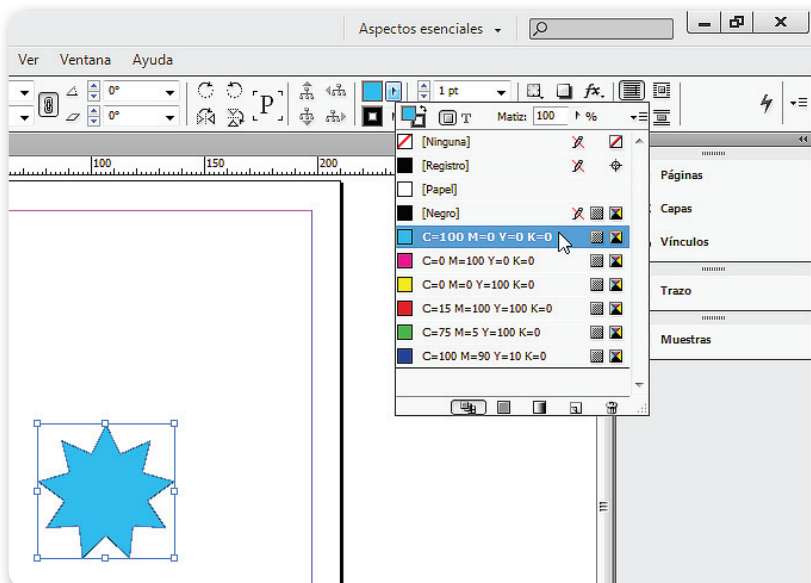 Aspectos esenciales
Ver Ventana Ayuda
0°
1 pt
fx.
P
0°
T Matiz: 100 %
[Ninguna]
[Registro]
[Papel]
[Negro]
C=100 M=0 Y=0 K=0
C=0 M=100 Y=0 K=0
C=0 M=0 Y=100 K=0
C=15 M=100 Y=100 K=0
C=75 M=5 Y=100 K=0
C=100 M=90 Y=10 K=0
100 150 200
Páginas
Capas
Vínculos
Trazo
Muestras